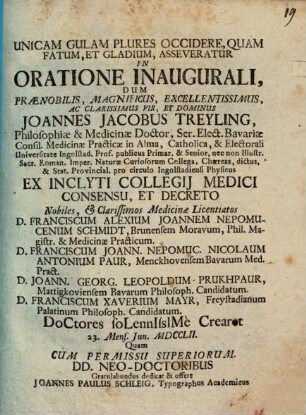 19
UNICAM GULAM PLURES OCCIDERE, QUAM
FATUM, ET GLADIUM, ASSEVERATUR
IN
ORATIONE INAUGURALI,
DUM
PRÆNOBILIS, MAGNIFICUS, EXCELLENTISSIMUS,
AC CLARISSIMUS VIR, ET DOMINUS
JOANNES JACOBUS TREYLING,
Philosophiæ & Medicinæ Doctor, Ser. Elect. Bavariæ
Consil. Medicinæ Practicæ in Alma, Catholica, & Electorali
Universitate Ingolstad. Prof. publicus Primar. & Senior, nec non Illustr.
Sacr. Roman. Imper. Naturæ Curiosorum Collega, Chæreas, dictus,
& Stat. Provincial. pro circulo Ingolstadiensi Physicus
EX INCLYTI COLLEGIJ MEDICI
CONSENSU, ET DECRETO
Nobiles, & Clarissimos Medicinæ Licentiatos
D. FRANCISCUM ALEXIUM JOANNEM NEPOMU-
CENUM SCHMIDT, Brunensem Moravum, Phil. Ma-
gistr. & Medicinæ Practicum.
D. FRANCISCUM JOANN. NEPOMUC. NICOLAUM
ANTONIUM PAUR, Menckhovensem Bavarum Med.
Pract.
D. JOANN. GEORG. LEOPOLDUM-PRUKHPAUR,
Mattigkoviensem Bavarum Philosoph. Candidatum.
D. FRANCISCUM XAVERIUM MAYR, Freystadianum
Palatinum Philosoph. Candidatum.
DoCtores soLennIssIMè Crearet
23. Mens. Jun. MDCCLII.
Quam
CUM PERMISSU SUPERIORUM.
DD. NEO-DOCTORIBUS
Gratulabundus dedicat & offert
JOANNES PAULUS SCHLEIG, Typographus Academicus